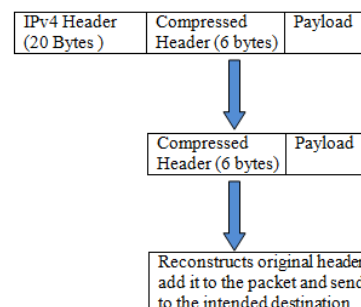 IPv4 Header
(20 Bytes )
Compressed
Header (6 bytes)
Payload
Compressed
Header (6 bytes)
Payload
Reconstructs original header
add it to the packet and send
to the intended destination